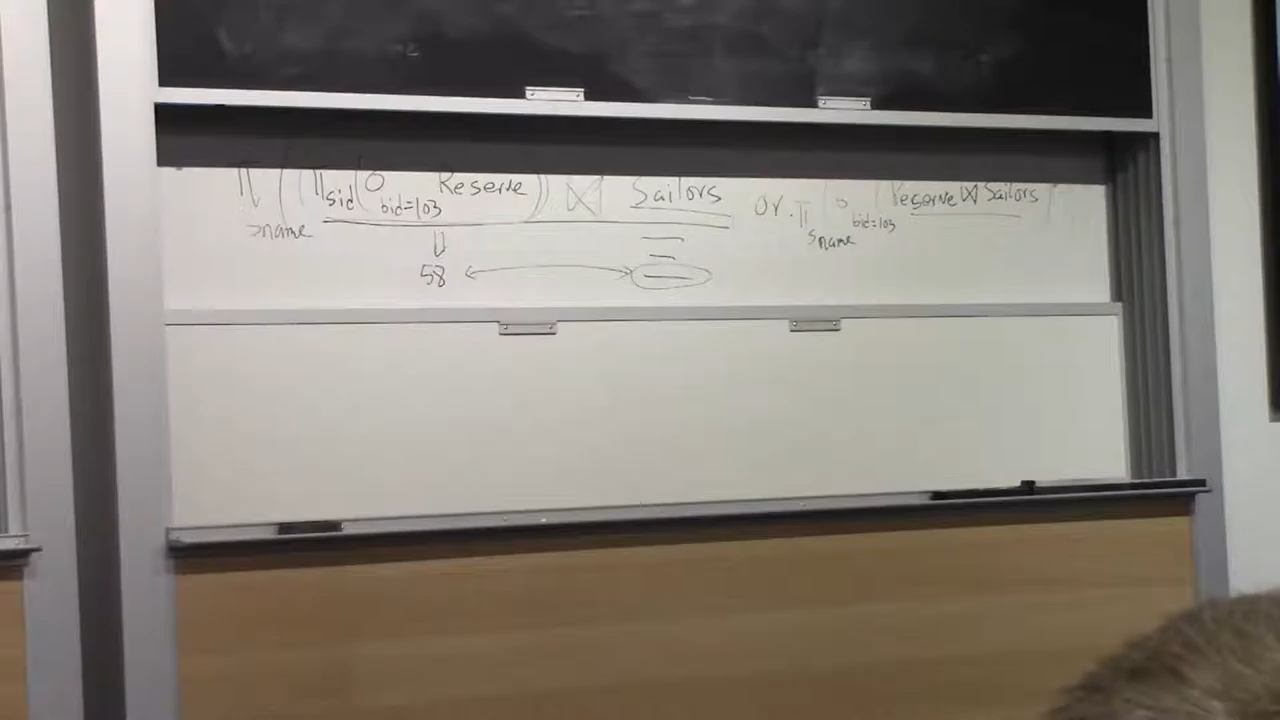 π ( ( π sid ( σ bid=103 Reserve ) ) ⋈ Sailors or. π sname ( σ bid=103 ( Reserve ⋈ Sailors )
sname
⇓
58